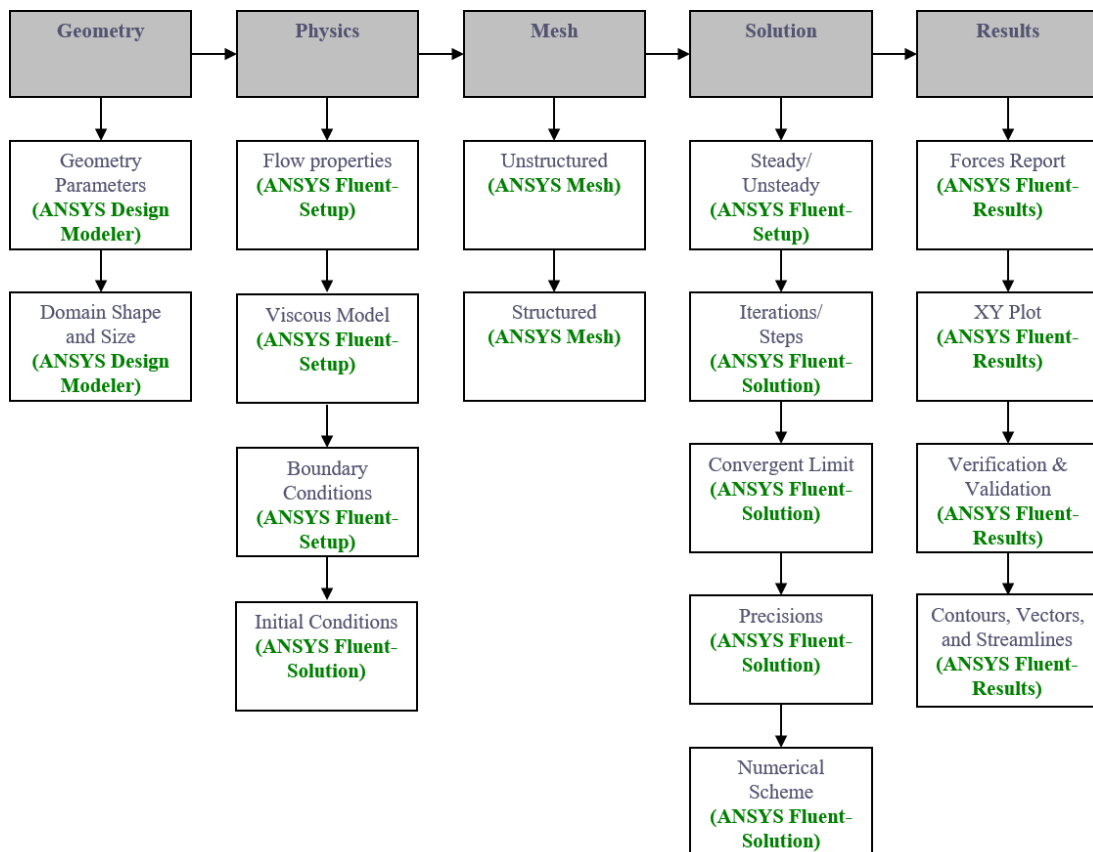 Geometry
Physics
Mesh
Solution
Results
Geometry
Parameters
(ANSYS Design
Modeler)
Flow properties
(ANSYS Fluent-
Setup)
Unstructured
(ANSYS Mesh)
Steady/
Unsteady
(ANSYS Fluent-
Setup)
Forces Report
(ANSYS Fluent-
Results)
Domain Shape
and Size
(ANSYS Design
Modeler)
Viscous Model
(ANSYS Fluent-
Setup)
Structured
(ANSYS Mesh)
Iterations/
Steps
(ANSYS Fluent-
Solution)
XY Plot
(ANSYS Fluent-
Results)
Boundary
Conditions
(ANSYS Fluent-
Setup)
Convergent Limit
(ANSYS Fluent-
Solution)
Verification &
Validation
(ANSYS Fluent-
Results)
Initial Conditions
(ANSYS Fluent-
Solution)
Precisions
(ANSYS Fluent-
Solution)
Contours, Vectors,
and Streamlines
(ANSYS Fluent-
Results)
Numerical
Scheme
(ANSYS Fluent-
Solution)